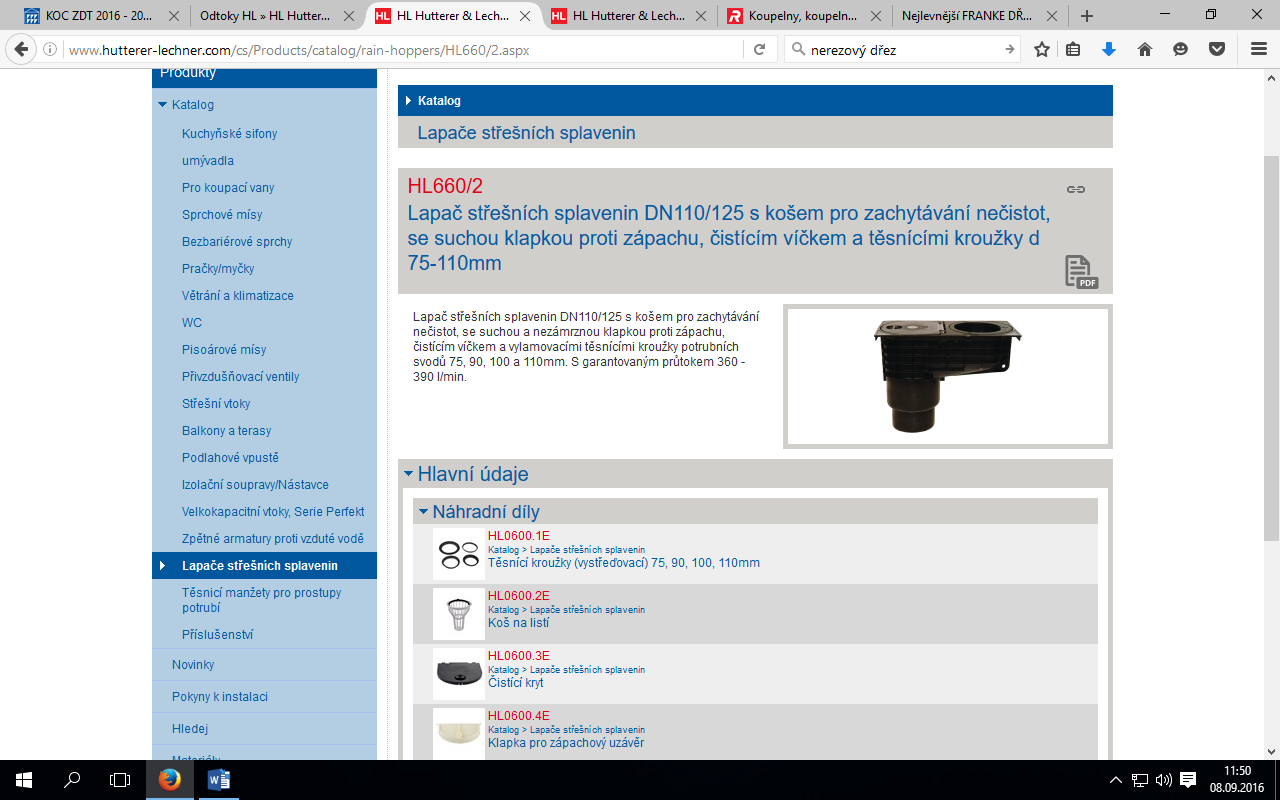 KOC ZDT 2016 - 20...
Odtoky HL » HL Hutter...
HL Hutterer & Lech...
HL Hutterer & Lech...
Koupelny, koupeln...
Nejlevnější FRANKE DŘ...
www.hutterer-lechner.com/cs/Products/catalog/rain-hoppers/HL660/2.aspx
nerezový dřez
Produkty
Katalog
Kuchyňské sifony
umývadla
Pro koupací vany
Sprchové mísy
Bezbariérové sprchy
Pračky/myčky
Větrání a klimatizace
WC
Pisoárové mísy
Přivzdušňovací ventily
Střešní vtoky
Balkony a terasy
Podlahové vpustě
Izolační soupravy/Nástavce
Velkokapacitní vtoky, Serie Perfekt
Zpětné armatury proti vzduté vodě
Lapače střešních splavenin
Těsnicí manžety pro prostupy
potrubí
Příslušenství
Novinky
Pokyny k instalaci
Hledej
Materiály
Katalog
Lapače střešních splavenin
HL660/2
Lapač střešních splavenin DN110/125 s košem pro zachytávání nečistot,
se suchou klapkou proti zápachu, čistícím víčkem a těsnícími kroužky d
75-110mm
PDF
Lapač střešních splavenin DN110/125 s košem pro zachytávání
nečistot, se suchou a nezámrznou klapkou proti zápachu,
čistícím víčkem a vylamovacími těsnícími kroužky potrubních
svodů 75, 90, 100 a 110mm. S garantovaným průtokem 360 -
390 l/min.
Hlavní údaje
Náhradní díly
HL0600.1E
Katalog > Lapače střešních splavenin
Těsnící kroužky (vystřeďovací) 75, 90, 100, 110mm
HL0600.2E
Katalog > Lapače střešních splavenin
Koš na listí
HL0600.3E
Katalog > Lapače střešních splavenin
Čistící kryt
HL0600.4E
Katalog > Lapače střešních splavenin
Klapka pro zápachový uzávěr
11:50
08.09.2016